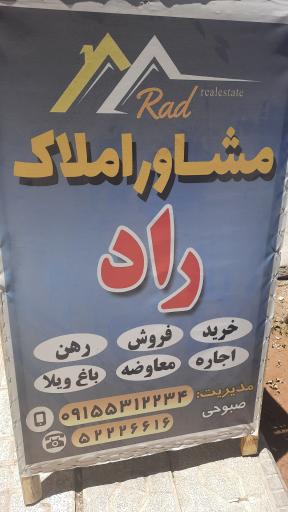 Rad realestate
مشاور املاک
راد
خرید فروش رهن
اجاره معاوضه باغ ویلا
مدیریت: ۰۹۱۵۵۳۱۲۲۳۴
صبوحی ۵۲۲۲۶۶۱۶